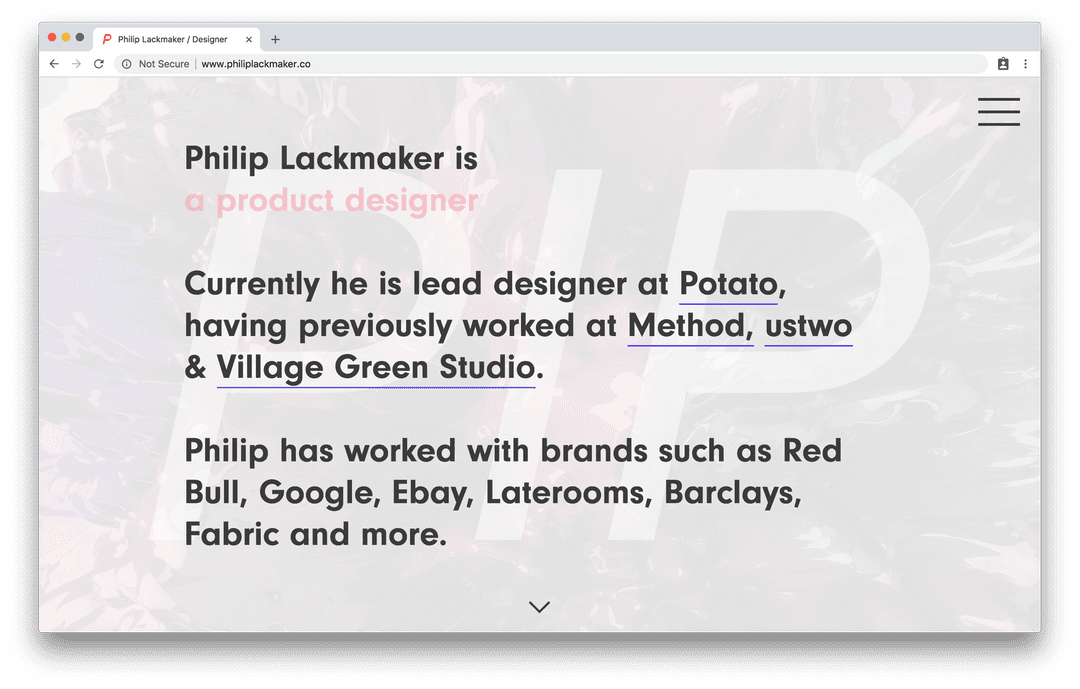 Philip Lackmaker / Designer
Not Secure | www.philiplackmaker.co
PIP
Philip Lackmaker is
a product designer
Currently he is lead designer at Potato,
having previously worked at Method, ustwo
& Village Green Studio.
Philip has worked with brands such as Red
Bull, Google, Ebay, Laterooms, Barclays,
Fabric and more.